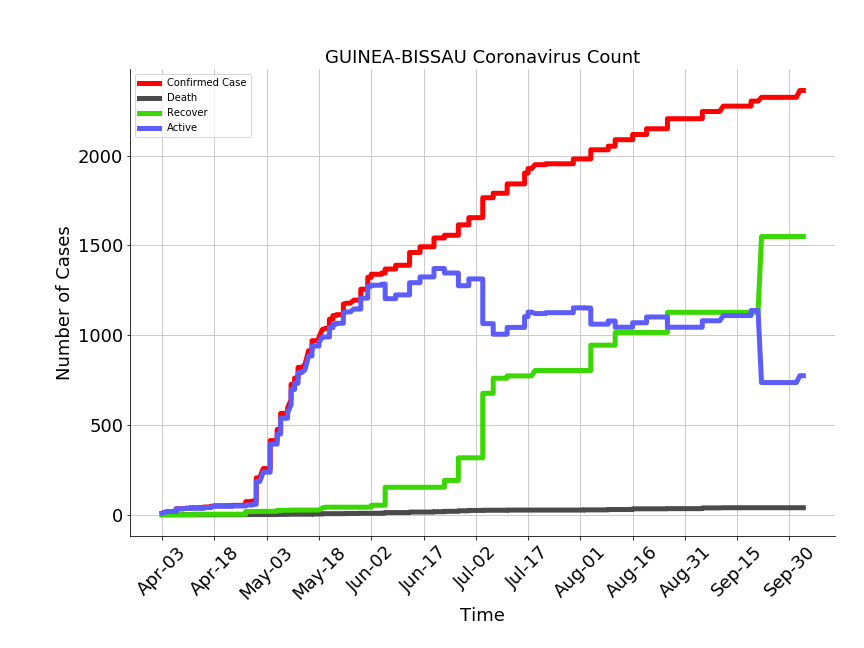 GUINEA-BISSAU Coronavirus Count
Confirmed Case
Death
Recover
Active
Number of Cases
2000
1500
1000
500
0
Apr-03
Apr-18
May-03
May-18
Jun-02
Jun-17
Jul-02
Jul-17
Aug-01
Aug-16
Aug-31
Sep-15
Sep-30
Time